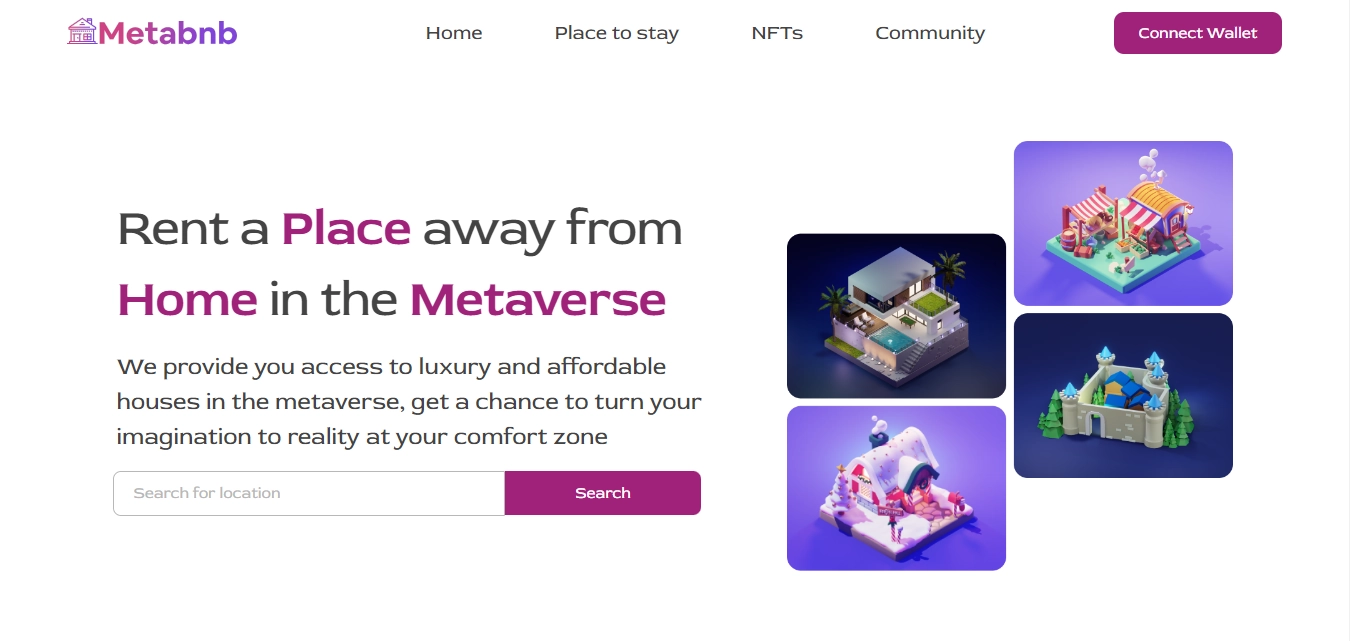 Metabnb
Home
Place to stay
NFTs
Community
Connect Wallet
Rent a Place away from
Home in the Metaverse
We provide you access to luxury and affordable
houses in the metaverse, get a chance to turn your
imagination to reality at your comfort zone
Search for location
Search